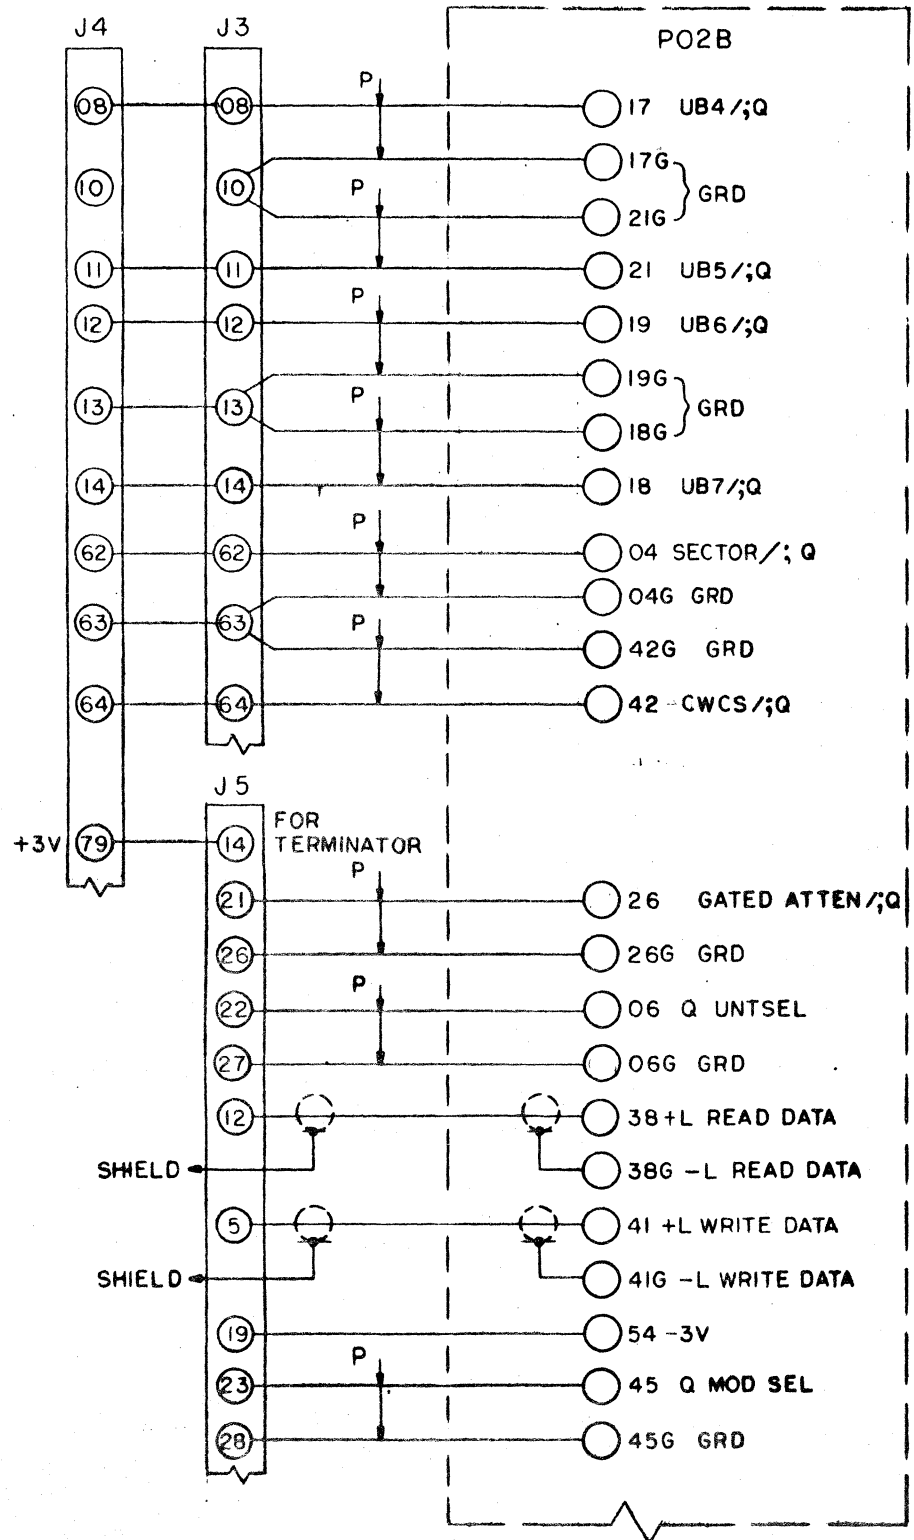 J4 J3 PO2B
P
08 08 17 UB4/;Q
17G
10 10 P } GRD
21G
11 11 21 UB5/;Q
P
12 12 19 UB6/;Q
19G
13 13 P } GRD
18G
14 14 18 UB7/;Q
P
62 62 04 SECTOR/;Q
04G GRD
63 63 P
42G GRD
64 64 42 CWCS/;Q
J5
FOR
+3V 79 14 TERMINATOR
P
21 26 GATED ATTEN/;Q
26 26G GRD
P
22 06 Q UNTSEL
27 06G GRD
12 38 +L READ DATA
SHIELD 38G -L READ DATA
5 41 +L WRITE DATA
SHIELD 41G -L WRITE DATA
19 54 -3V
P
23 45 Q MOD SEL
28 45G GRD